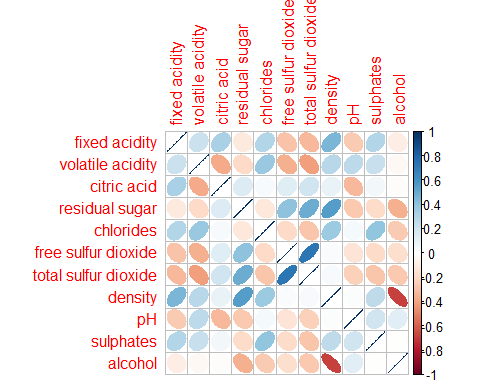 fixed acidity
volatile acidity
citric acid
residual sugar
chlorides
free sulfur dioxide
total sulfur dioxide
density
pH
sulphates
alcohol
fixed acidity
volatile acidity
citric acid
residual sugar
chlorides
free sulfur dioxide
total sulfur dioxide
density
pH
sulphates
alcohol
1
0.8
0.6
0.4
0.2
0
-0.2
-0.4
-0.6
-0.8
-1